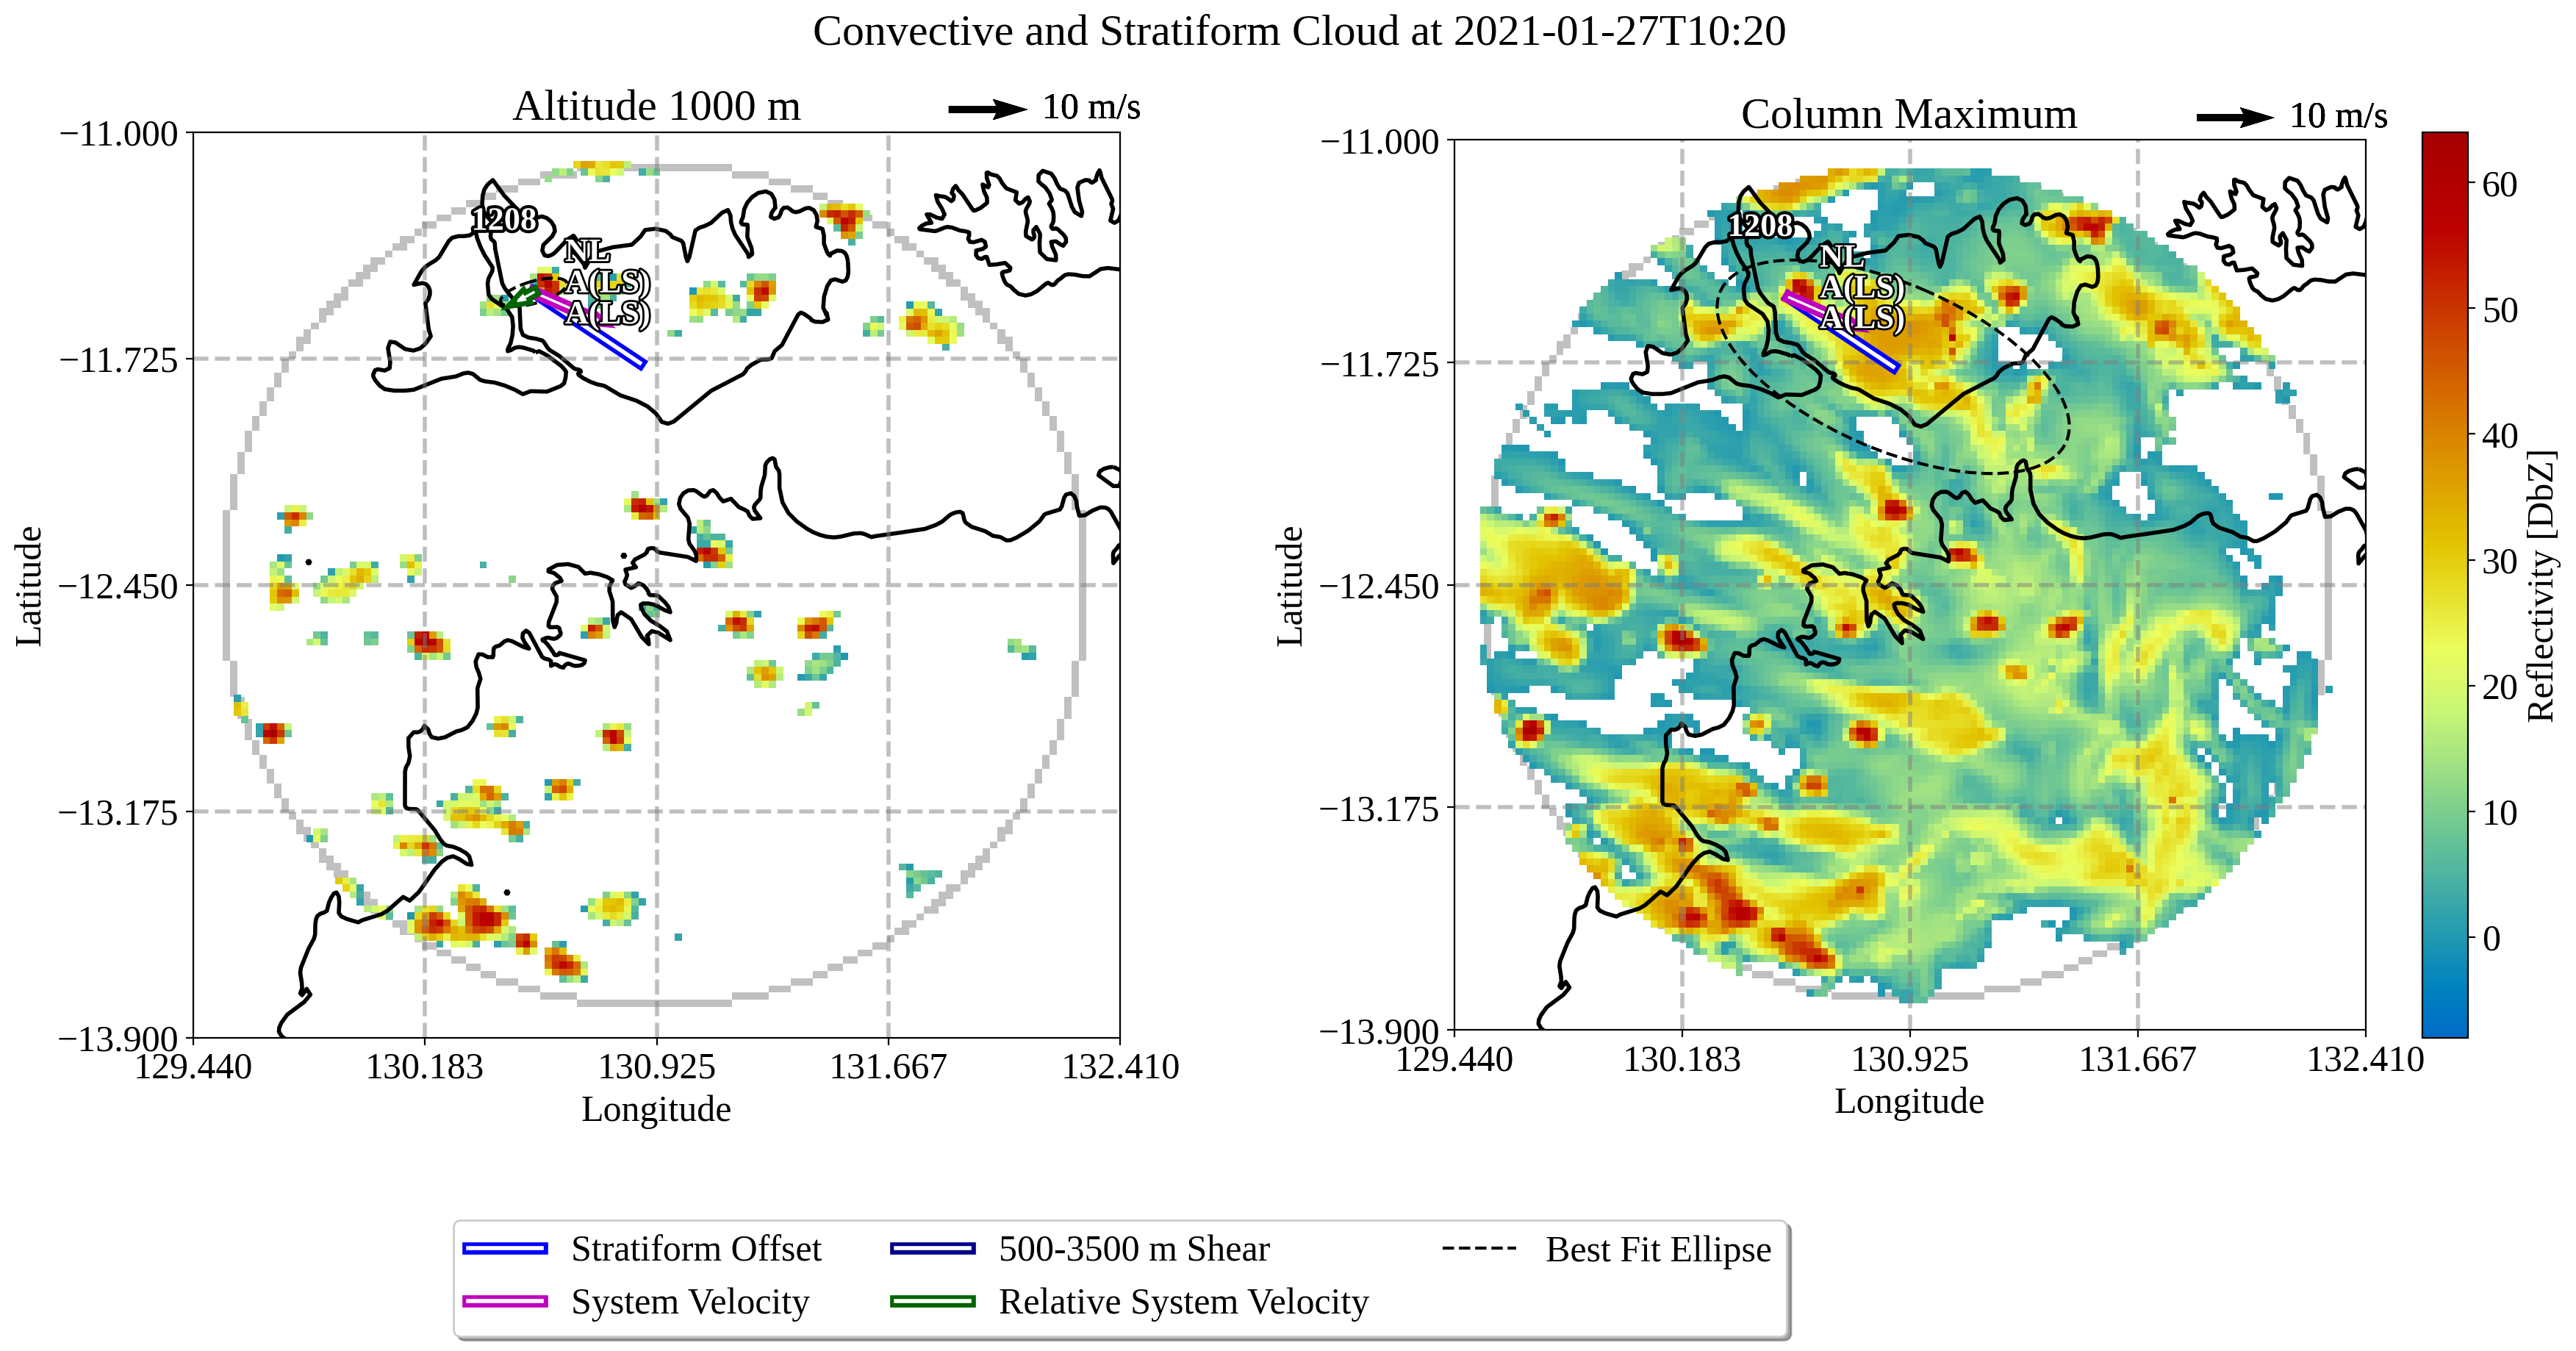 Convective and Stratiform Cloud at 2021-01-27T10:20
Altitude 1000 m
10 m/s
Column Maximum
10 m/s
−11.000
−11.725
−12.450
−13.175
−13.900
Latitude
1208
NL
A(LS)
A(LS)
129.440
130.183
130.925
131.667
132.410
Longitude
−11.000
−11.725
−12.450
−13.175
−13.900
Latitude
1208
NL
A(LS)
A(LS)
129.440
130.183
130.925
131.667
132.410
Longitude
60
50
40
30
20
10
0
Reflectivity [DbZ]
Stratiform Offset
System Velocity
500-3500 m Shear
Relative System Velocity
Best Fit Ellipse